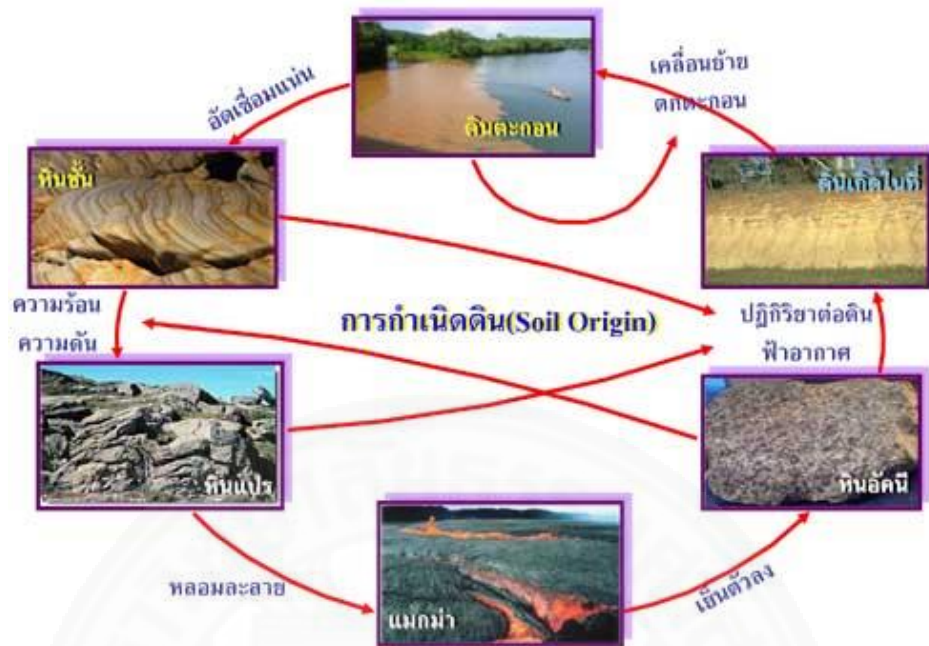 เคลื่อนย้าย
ตกตะกอน
อัดเชื่อมแน่น
ดินตะกอน
หินชั้น
ดินเกิดในที่
ความร้อน
ความดัน
การกำเนิดดิน(Soil Origin)
ปฏิกิริยาต่อดิน
ฟ้าอากาศ
หินแปร
หินอัคนี
หลอมละลาย
แมกม่า
เย็นตัวลง